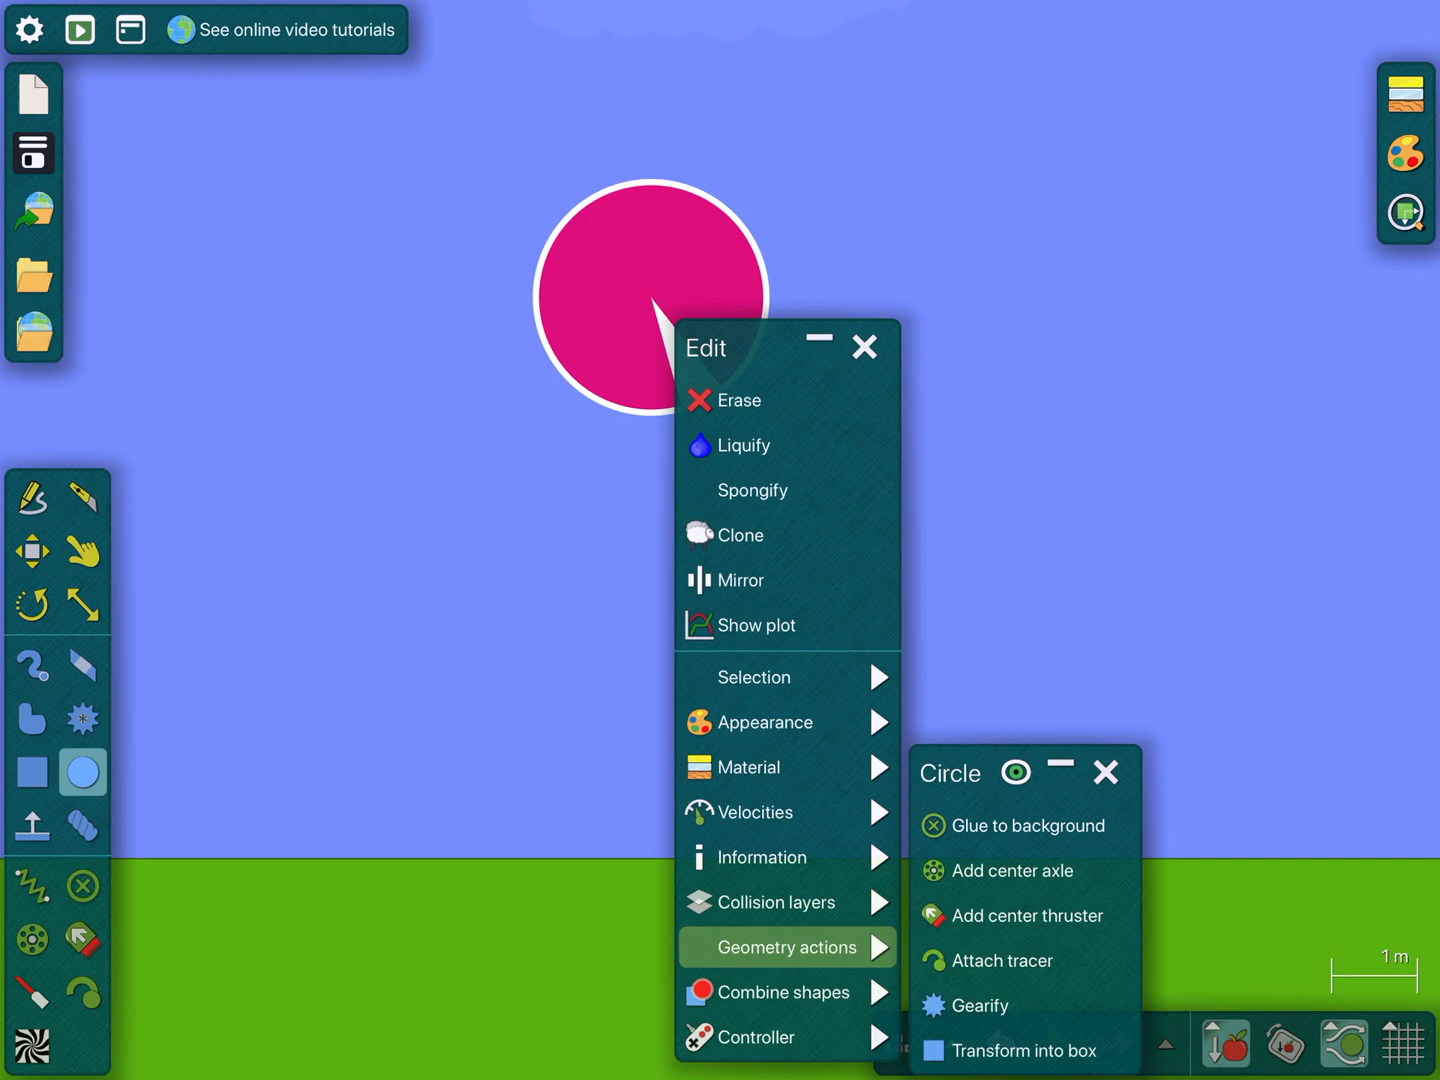 See online video tutorials
Edit
Erase
Liquify
Spongify
Clone
Mirror
Show plot
Selection
Appearance
Material
Velocities
Information
Collision layers
Geometry actions
Combine shapes
Controller
Circle
Glue to background
Add center axle
Add center thruster
Attach tracer
Gearify
Transform into box
1 m